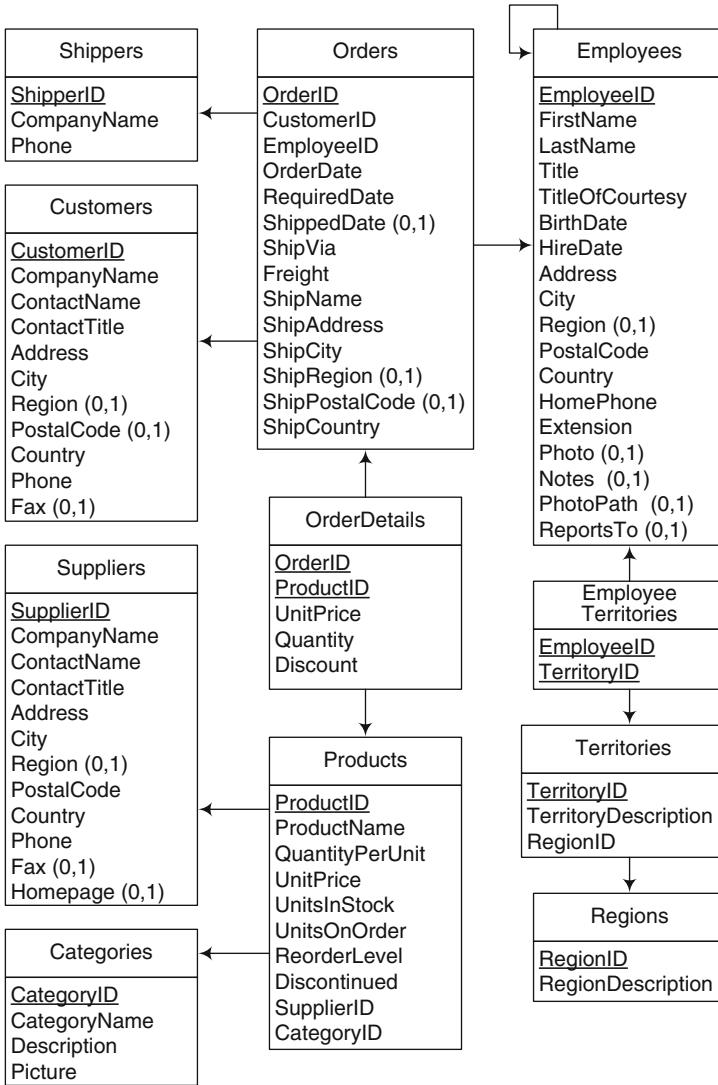 Shippers
ShipperID
CompanyName
Phone
Customers
CustomerID
CompanyName
ContactName
ContactTitle
Address
City
Region (0,1)
PostalCode (0,1)
Country
Phone
Fax (0,1)
Suppliers
SupplierID
CompanyName
ContactName
ContactTitle
Address
City
Region (0,1)
PostalCode
Country
Phone
Fax (0,1)
Homepage (0,1)
Categories
CategoryID
CategoryName
Description
Picture
Orders
OrderID
CustomerID
EmployeeID
OrderDate
RequiredDate
ShippedDate (0,1)
ShipVia
Freight
ShipName
ShipAddress
ShipCity
ShipRegion (0,1)
ShipPostalCode (0,1)
ShipCountry
OrderDetails
OrderID
ProductID
UnitPrice
Quantity
Discount
Products
ProductID
ProductName
QuantityPerUnit
UnitPrice
UnitsInStock
UnitsOnOrder
ReorderLevel
Discontinued
SupplierID
CategoryID
Employees
EmployeeID
FirstName
LastName
Title
TitleOfCourtesy
BirthDate
HireDate
Address
City
Region (0,1)
PostalCode
Country
HomePhone
Extension
Photo (0,1)
Notes (0,1)
PhotoPath (0,1)
ReportsTo (0,1)
Employee
Territories
EmployeeID
TerritoryID
Territories
TerritoryID
TerritoryDescription
RegionID
Regions
RegionID
RegionDescription